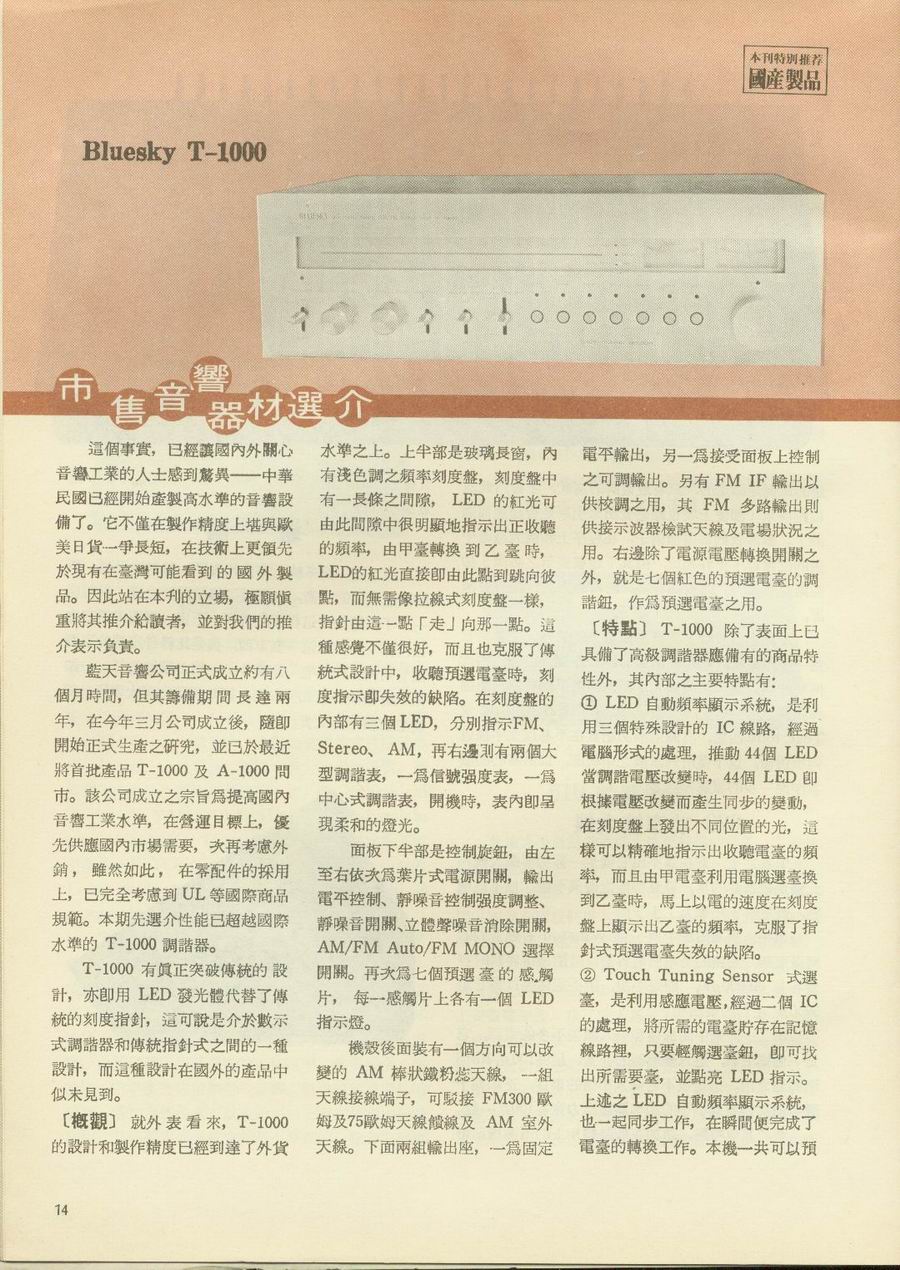 本刊特別推荐
國産製品
Bluesky T-1000
市售音響器材選介
這個事實，已經讓國內外關心
音響工業的人士感到驚異——中華
民國已經開始產製高水準的音響設
備了。它不僅在製作精度上堪與歐
美日貨一爭長短，在技術上更領先
於現有在臺灣可能看到的國外製
品。因此站在本刋的立場，極願愼
重將其推介給讀者，並對我們的推
介表示負責。
藍天音響公司正式成立約有八
個月時間，但其籌備期間長達兩
年，在今年三月公司成立後，隨卽
開始正式生產之硏究，並已於最近
將首批產品 T-1000 及 A-1000 問
市。該公司成立之宗旨爲提高國內
音響工業水準，在營運目標上，優
先供應國內市場需要，次再考慮外
銷，雖然如此，在零配件的採用
上，已完全考慮到 UL 等國際商品
規範。本期先選介性能已超越國際
水準的 T-1000 調諧器。
T-1000 有眞正突破傳統的設
計，亦卽用 LED 發光體代替了傳
統的刻度指針，這可說是介於數示
式調諧器和傳統指針式之間的一種
設計，而這種設計在國外的產品中
似未見到。
〔槪觀〕 就外表看來，T-1000
的設計和製作精度已經到達了外貨
水準之上。上半部是玻璃長窗，內
有淺色調之頻率刻度盤，刻度盤中
有一長條之間隙， LED 的紅光可
由此間隙中很明顯地指示出正收聽
的頻率，由甲臺轉換到乙臺時，
LED的紅光直接卽由此點到跳向彼
點，而無需像拉線式刻度盤一樣，
指針由這一點「走」向那一點。這
種感覺不僅很好，而且也克服了傳
統式設計中，收聽預選電臺時，刻
度指示卽失效的缺陷。在刻度盤的
內部有三個 LED，分別指示FM、
Stereo、 AM，再右邊則有兩個大
型調諧表，一爲信號强度表，一爲
中心式調諧表，開機時，表內卽呈
現柔和的燈光。
面板下半部是控制旋鈕，由左
至右依次爲葉片式電源開關，輸出
電平控制、靜噪音控制强度調整、
靜噪音開關、立體聲噪音消除開關，
AM/FM Auto/FM MONO 選擇
開關。再次爲七個預選臺的感觸
片， 每一感觸片上各有一個 LED
指示燈。
機殼後面裝有一個方向可以改
變的 AM 棒狀鐵粉蕊天線， 一組
天線接線端子，可駁接 FM300 歐
姆及75歐姆天線饋線及 AM 室外
天線。下面兩組輸出座，一爲固定
電平輸出，另一爲接受面板上控制
之可調輸出。另有 FM IF 輸出以
供校調之用，其 FM 多路輸出則
供接示波器檢試天線及電場狀況之
用。右邊除了電源電壓轉換開關之
外，就是七個紅色的預選電臺的調
諧鈕，作爲預選電臺之用。
〔特點〕 T-1000 除了表面上已
具備了高級調諧器應備有的商品特
性外，其內部之主要特點有：
① LED 自動頻率顯示系統，是利
用三個特殊設計的 IC 線路，經過
電腦形式的處理，推動 44個 LED
當調諧電壓改變時，44個 LED 卽
根據電壓改變而產生同步的變動，
在刻度盤上發出不同位置的光，這
樣可以精確地指示出收聽電臺的頻
率，而且由甲電臺利用電腦選臺換
到乙臺時，馬上以電的速度在刻度
盤上顯示出乙臺的頻率，克服了指
針式預選電臺失效的缺陷。
② Touch Tuning Sensor 式選
臺，是利用感應電壓，經過二個 IC
的處理，將所需的電臺貯存在記憶
線路裡，只要輕觸選臺鈕，卽可找
出所需要臺，並點亮 LED 指示。
上述之 LED 自動頻率顯示系統，
也一起同步工作，在瞬間便完成了
電臺的轉換工作。本機一共可以預
14